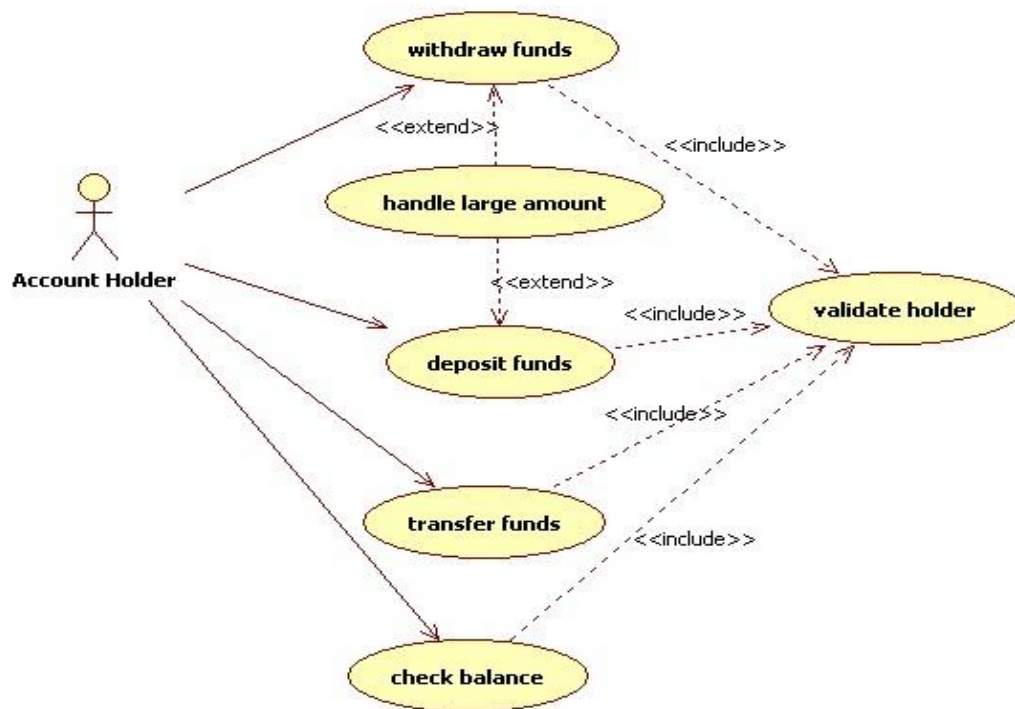 withdraw funds
<<extend>>
<<include>>
handle large amount
Account Holder
<<extend>>
validate holder
<<include>>
deposit funds
<<include>>
transfer funds
<<include>>
check balance